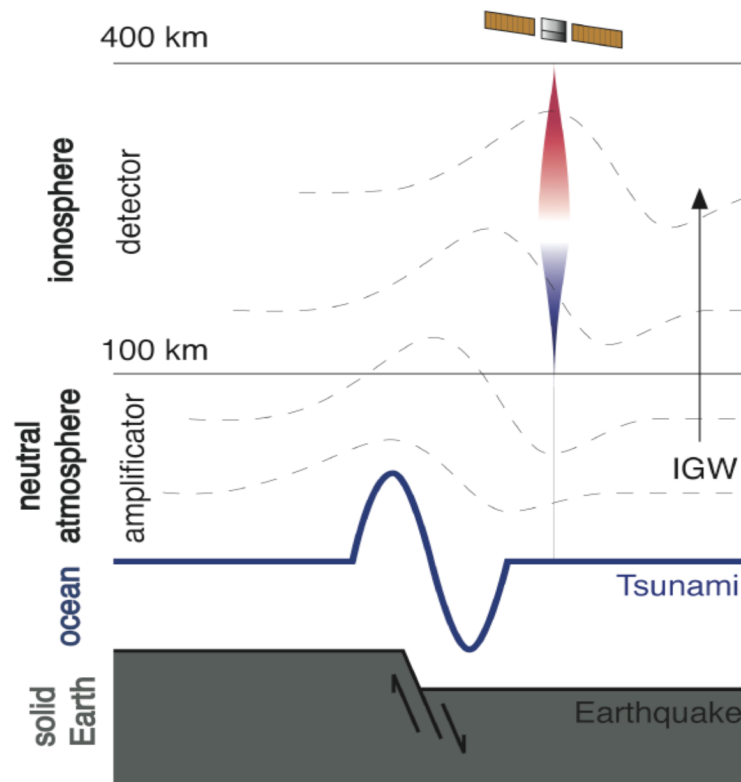 400 km
ionosphere
detector
100 km
neutral
atmosphere
amplificator
IGW
ocean
Tsunami
solid
Earth
Earthquake